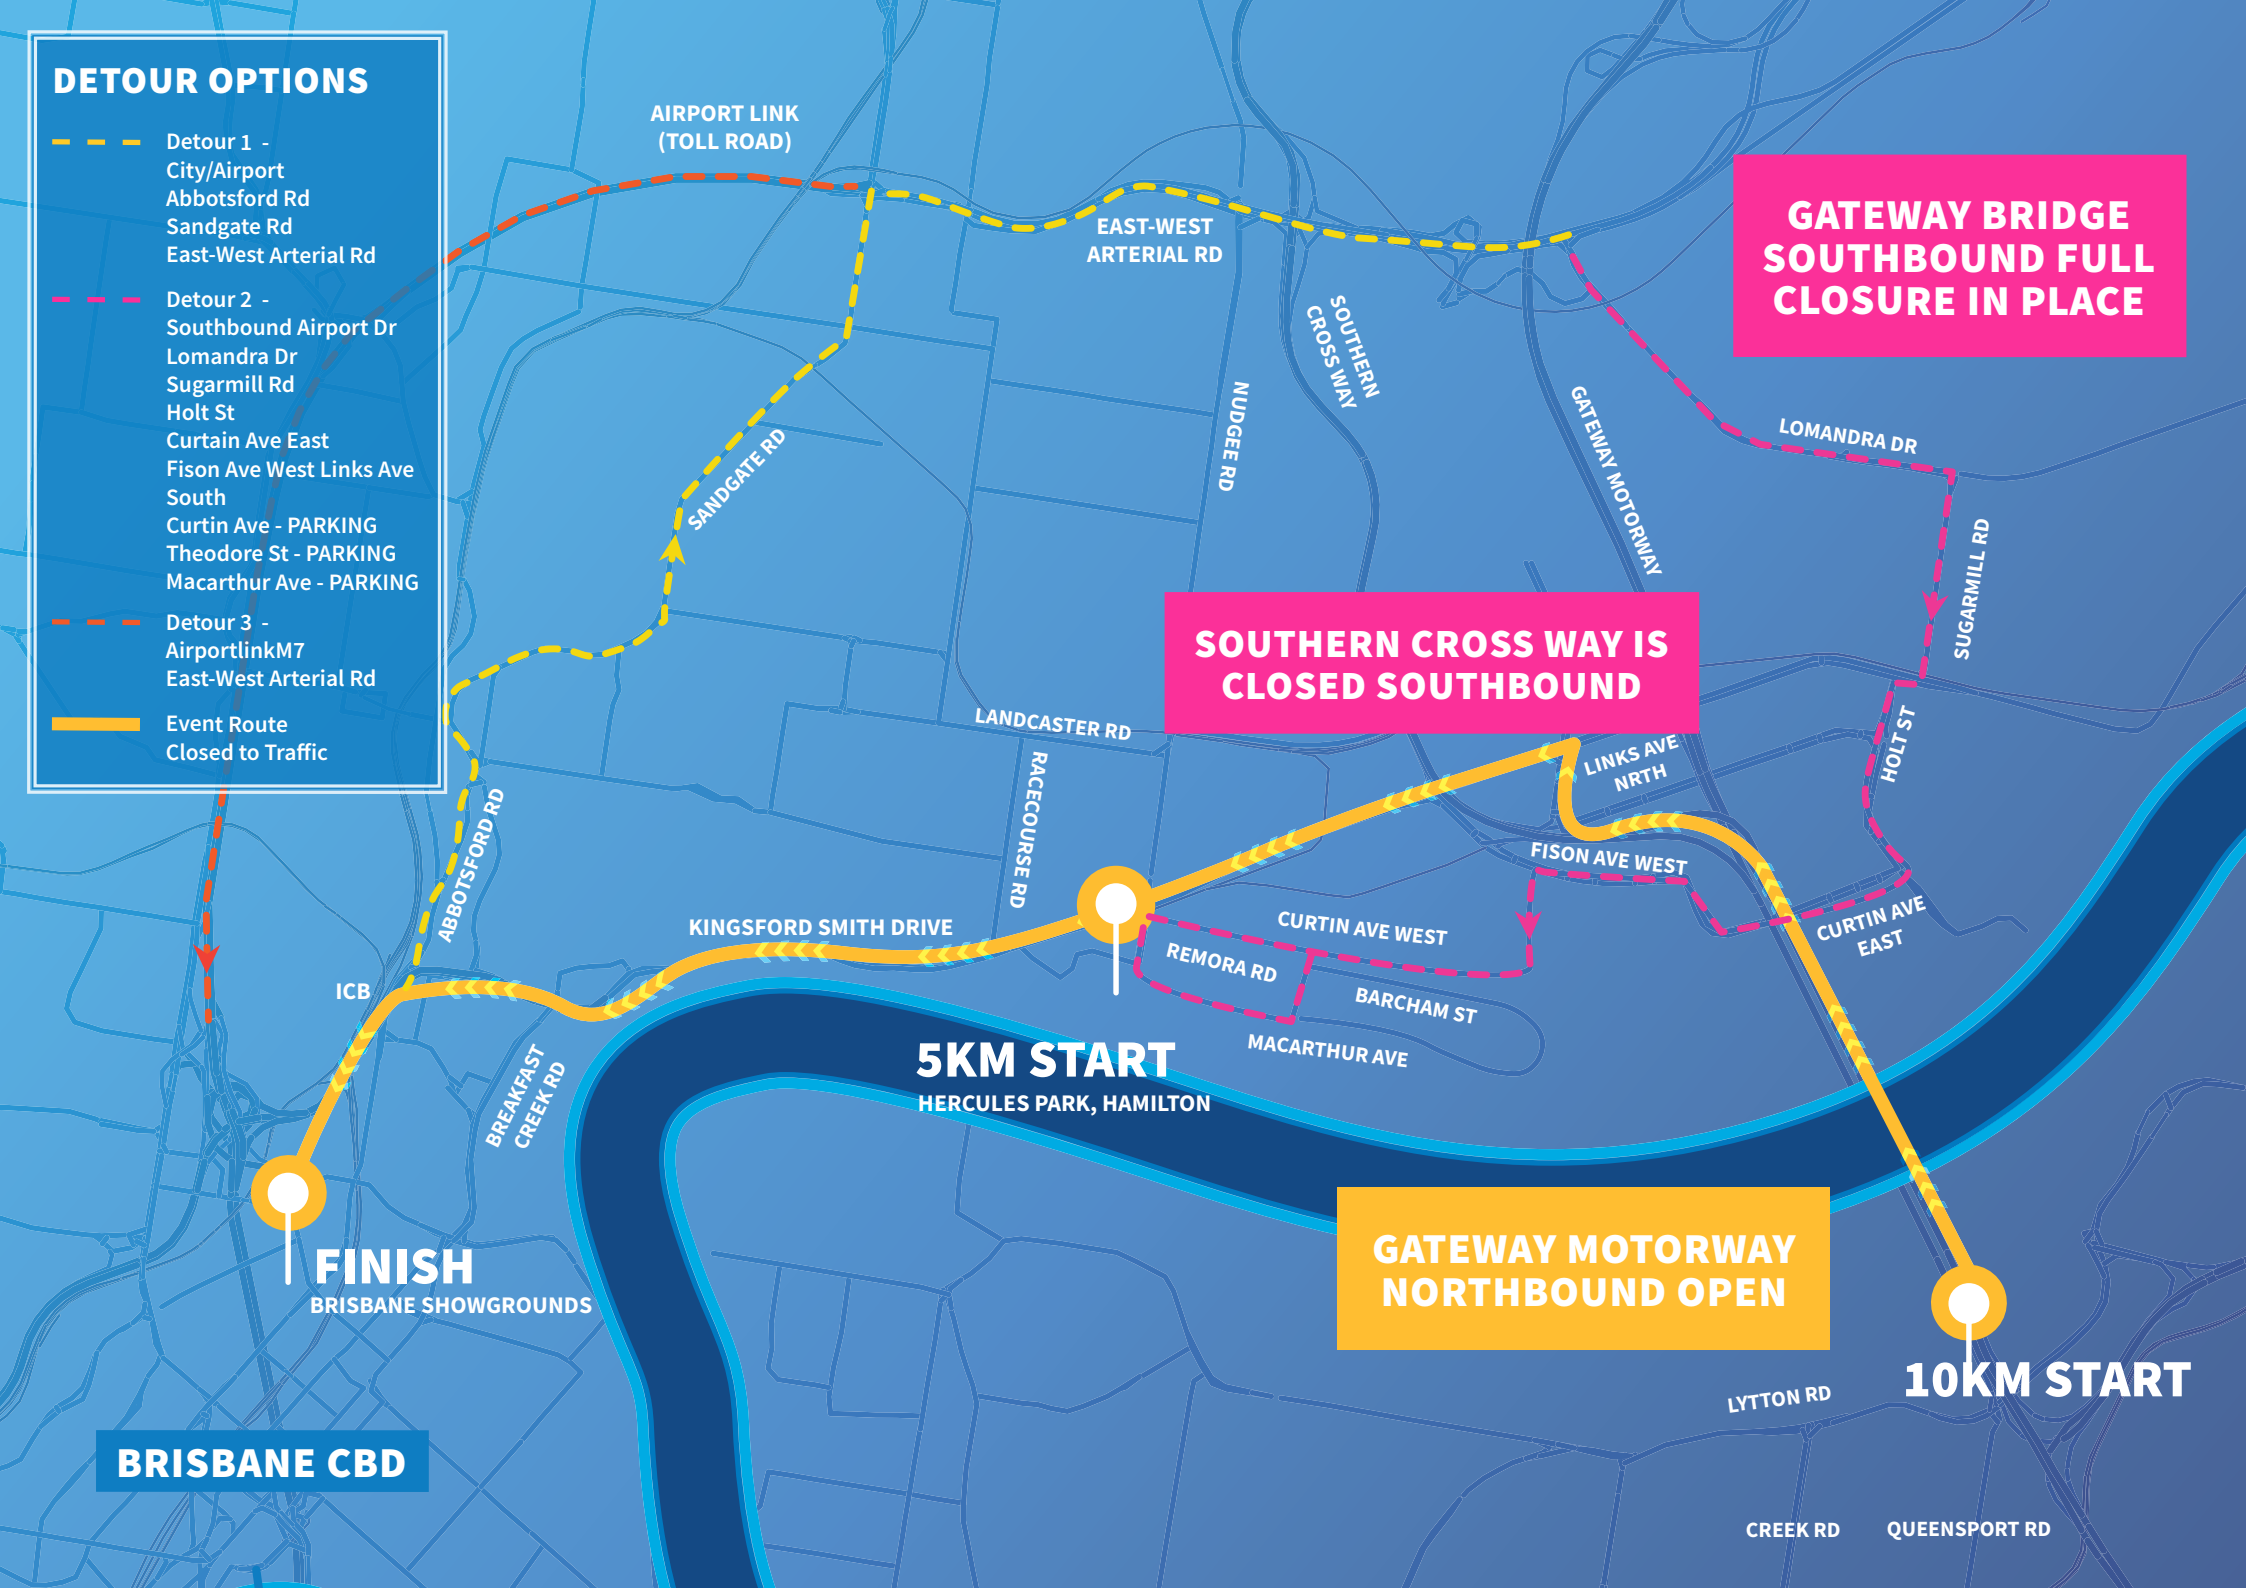 DETOUR OPTIONS
Detour 1 -
City/Airport
Abbotsford Rd
Sandgate Rd
East-West Arterial Rd
Detour 2 -
Southbound Airport Dr
Lomandra Dr
Sugarmill Rd
Holt St
Curtain Ave East
Fison Ave West Links Ave
South
Curtin Ave - PARKING
Theodore St - PARKING
Macarthur Ave - PARKING
Detour 3 -
AirportlinkM7
East-West Arterial Rd
Event Route
Closed to Traffic
AIRPORT LINK
(TOLL ROAD)
EAST-WEST
ARTERIAL RD
GATEWAY BRIDGE
SOUTHBOUND FULL
CLOSURE IN PLACE
SOUTHERN
CROSS WAY
NUDGEE RD
GATEWAY MOTORWAY
LOMANDRA DR
SANDGATE RD
SUGARMILL RD
SOUTHERN CROSS WAY IS
CLOSED SOUTHBOUND
LANDCASTER RD
LINKS AVE
NRTH
HOLT ST
RACECOURSE RD
ABBOTSFORD RD
FISON AVE WEST
KINGSFORD SMITH DRIVE
CURTIN AVE WEST
CURTIN AVE
EAST
REMORA RD
ICB
BARCHAM ST
MACARTHUR AVE
BREAKFAST
CREEK RD
5KM START
HERCULES PARK, HAMILTON
FINISH
BRISBANE SHOWGROUNDS
GATEWAY MOTORWAY
NORTHBOUND OPEN
10KM START
LYTTON RD
BRISBANE CBD
CREEK RD
QUEENSPORT RD